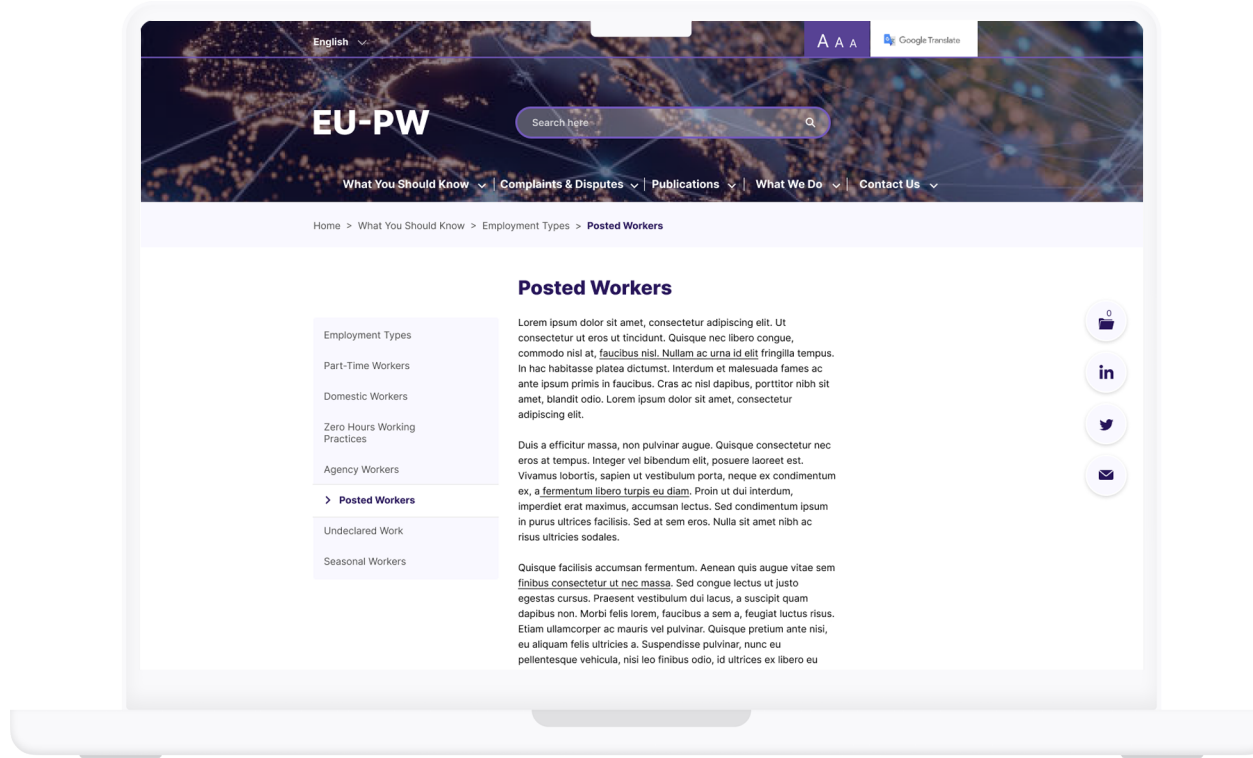 English
A A A
Google Translate
EU-PW
Search here
What You Should Know
Complaints & Disputes
Publications
What We Do
Contact Us
Home > What You Should Know > Employment Types > Posted Workers
Posted Workers
Employment Types
Part-Time Workers
Domestic Workers
Zero Hours Working
Practices
Agency Workers
Posted Workers
Undeclared Work
Seasonal Workers
Lorem ipsum dolor sit amet, consectetur adipiscing elit. Ut
consectetur ut eros ut tincidunt. Quisque nec libero congue,
commodo nisl at, faucibus nisl. Nullam ac urna id elit fringilla tempus.
In hac habitasse platea dictumst. Interdum et malesuada fames ac
ante ipsum primis in faucibus. Cras ac nisl dapibus, porttitor nibh sit
amet, blandit odio. Lorem ipsum dolor sit amet, consectetur
adipiscing elit.
Duis a efficitur massa, non pulvinar augue. Quisque consectetur nec
eros at tempus. Integer vel bibendum elit, posuere laoreet est.
Vivamus lobortis, sapien ut vestibulum porta, neque ex condimentum
ex, a fermentum libero turpis eu diam. Proin ut dui interdum,
imperdiet erat maximus, accumsan lectus. Sed condimentum ipsum
in purus ultrices facilisis. Sed at sem eros. Nulla sit amet nibh ac
risus ultricies sodales.
Quisque facilisis accumsan fermentum. Aenean quis augue vitae sem
finibus consectetur ut nec massa. Sed congue lectus ut justo
egestas cursus. Praesent vestibulum dui lacus, a suscipit quam
dapibus non. Morbi felis lorem, faucibus a sem a, feugiat luctus risus.
Etiam ullamcorper ac mauris vel pulvinar. Quisque pretium ante nisi,
eu aliquam felis ultricies a. Suspendisse pulvinar, nunc eu
pellentesque vehicula, nisi leo finibus odio, id ultrices ex libero eu
0
in